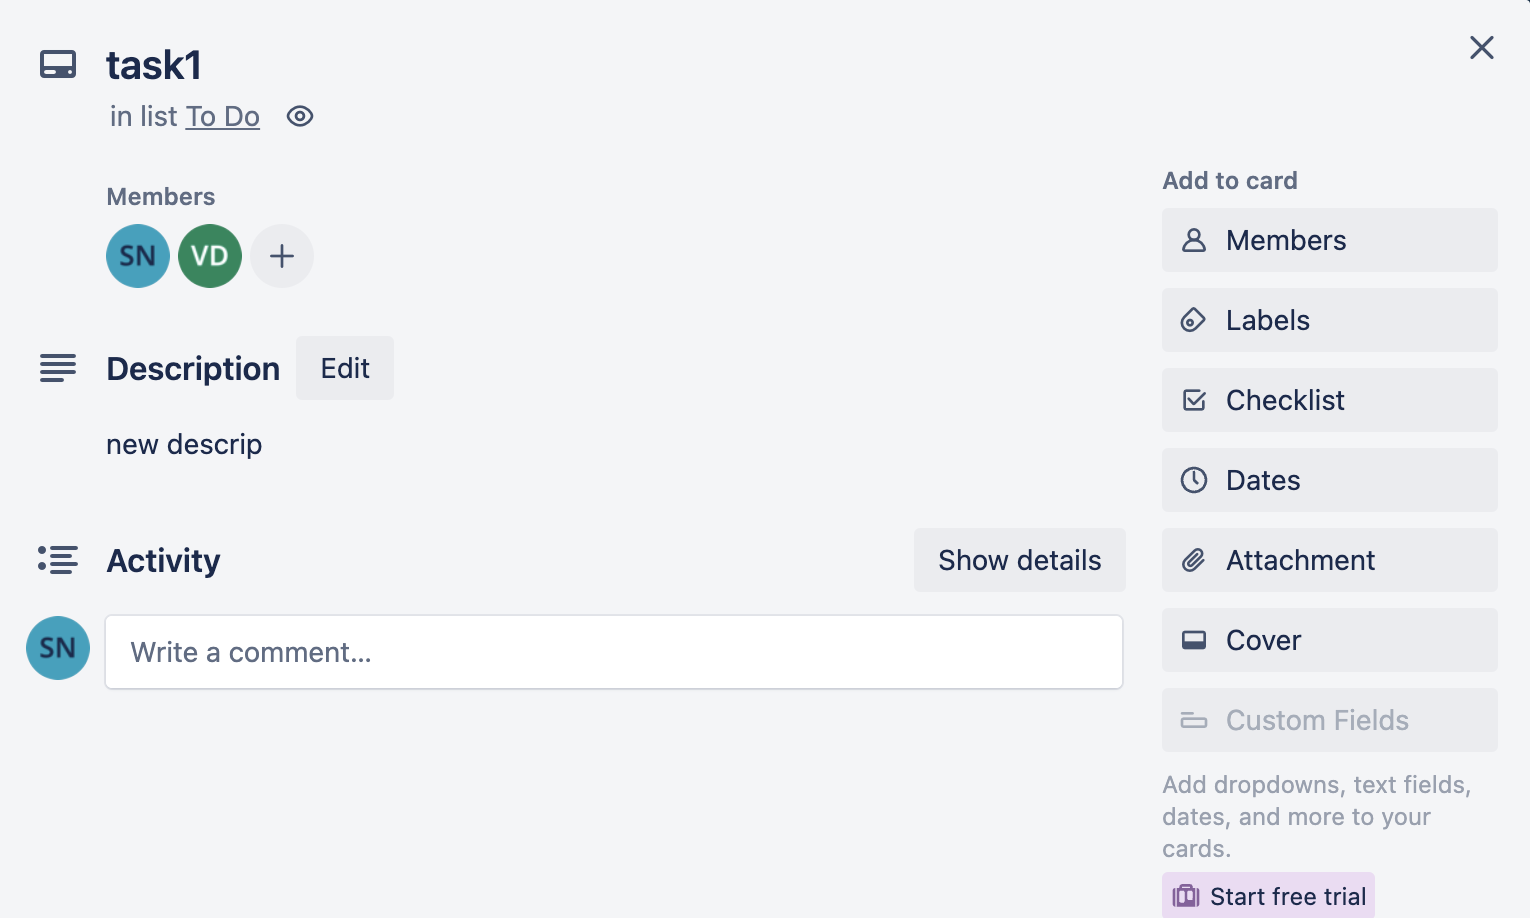 task1
in list To Do
Members
SN VD
Description Edit
new descrip
Activity Show details
SN Write a comment...
Add to card
Members
Labels
Checklist
Dates
Attachment
Cover
Custom Fields
Add dropdowns, text fields,
dates, and more to your
cards.
Start free trial